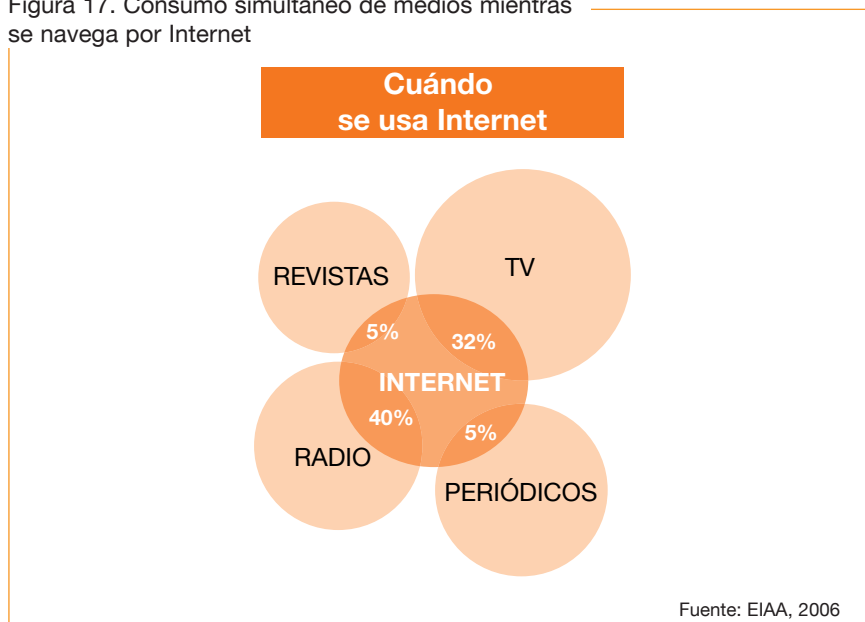 Figura 17. Consumo simultáneo de medios mientras
se navega por Internet
Cuándo
se usa Internet
REVISTAS
TV
5%
32%
INTERNET
40%
5%
RADIO
PERIÓDICOS
Fuente: EIAA, 2006